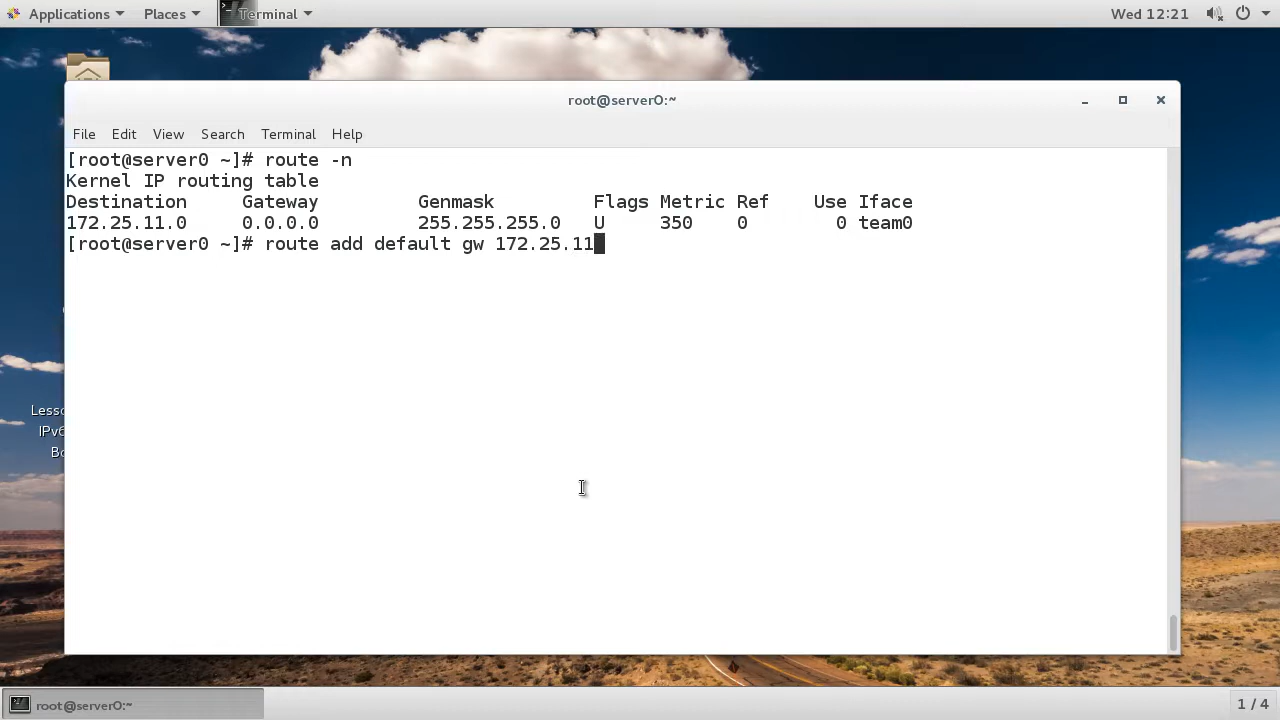 Applications Places Terminal Wed 12:21
root@server0:~
File Edit View Search Terminal Help
[root@server0 ~]# route -n
Kernel IP routing table
Destination Gateway Genmask Flags Metric Ref Use Iface
172.25.11.0 0.0.0.0 255.255.255.0 U 350 0 0 team0
[root@server0 ~]# route add default gw 172.25.11
IPv6
root@server0:~ 1 / 4